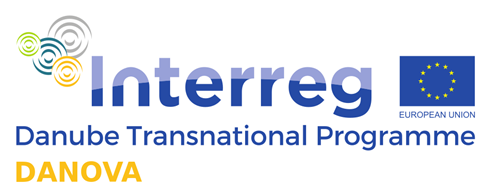 Interreg
EUROPEAN UNION
Danube Transnational Programme
DANOVA